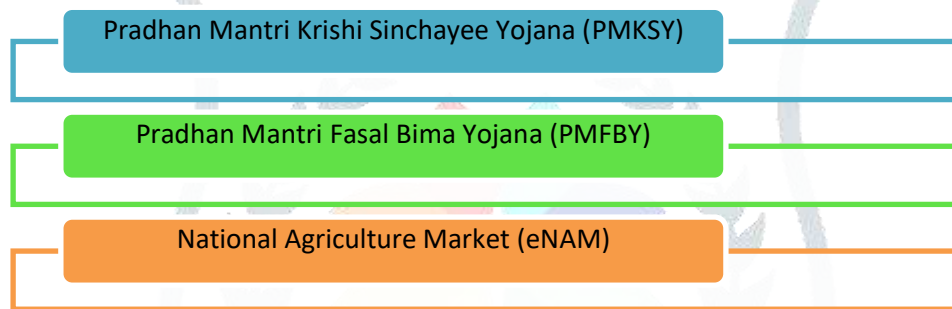 Pradhan Mantri Krishi Sinchayee Yojana (PMKSY)
Pradhan Mantri Fasal Bima Yojana (PMFBY)
National Agriculture Market (eNAM)